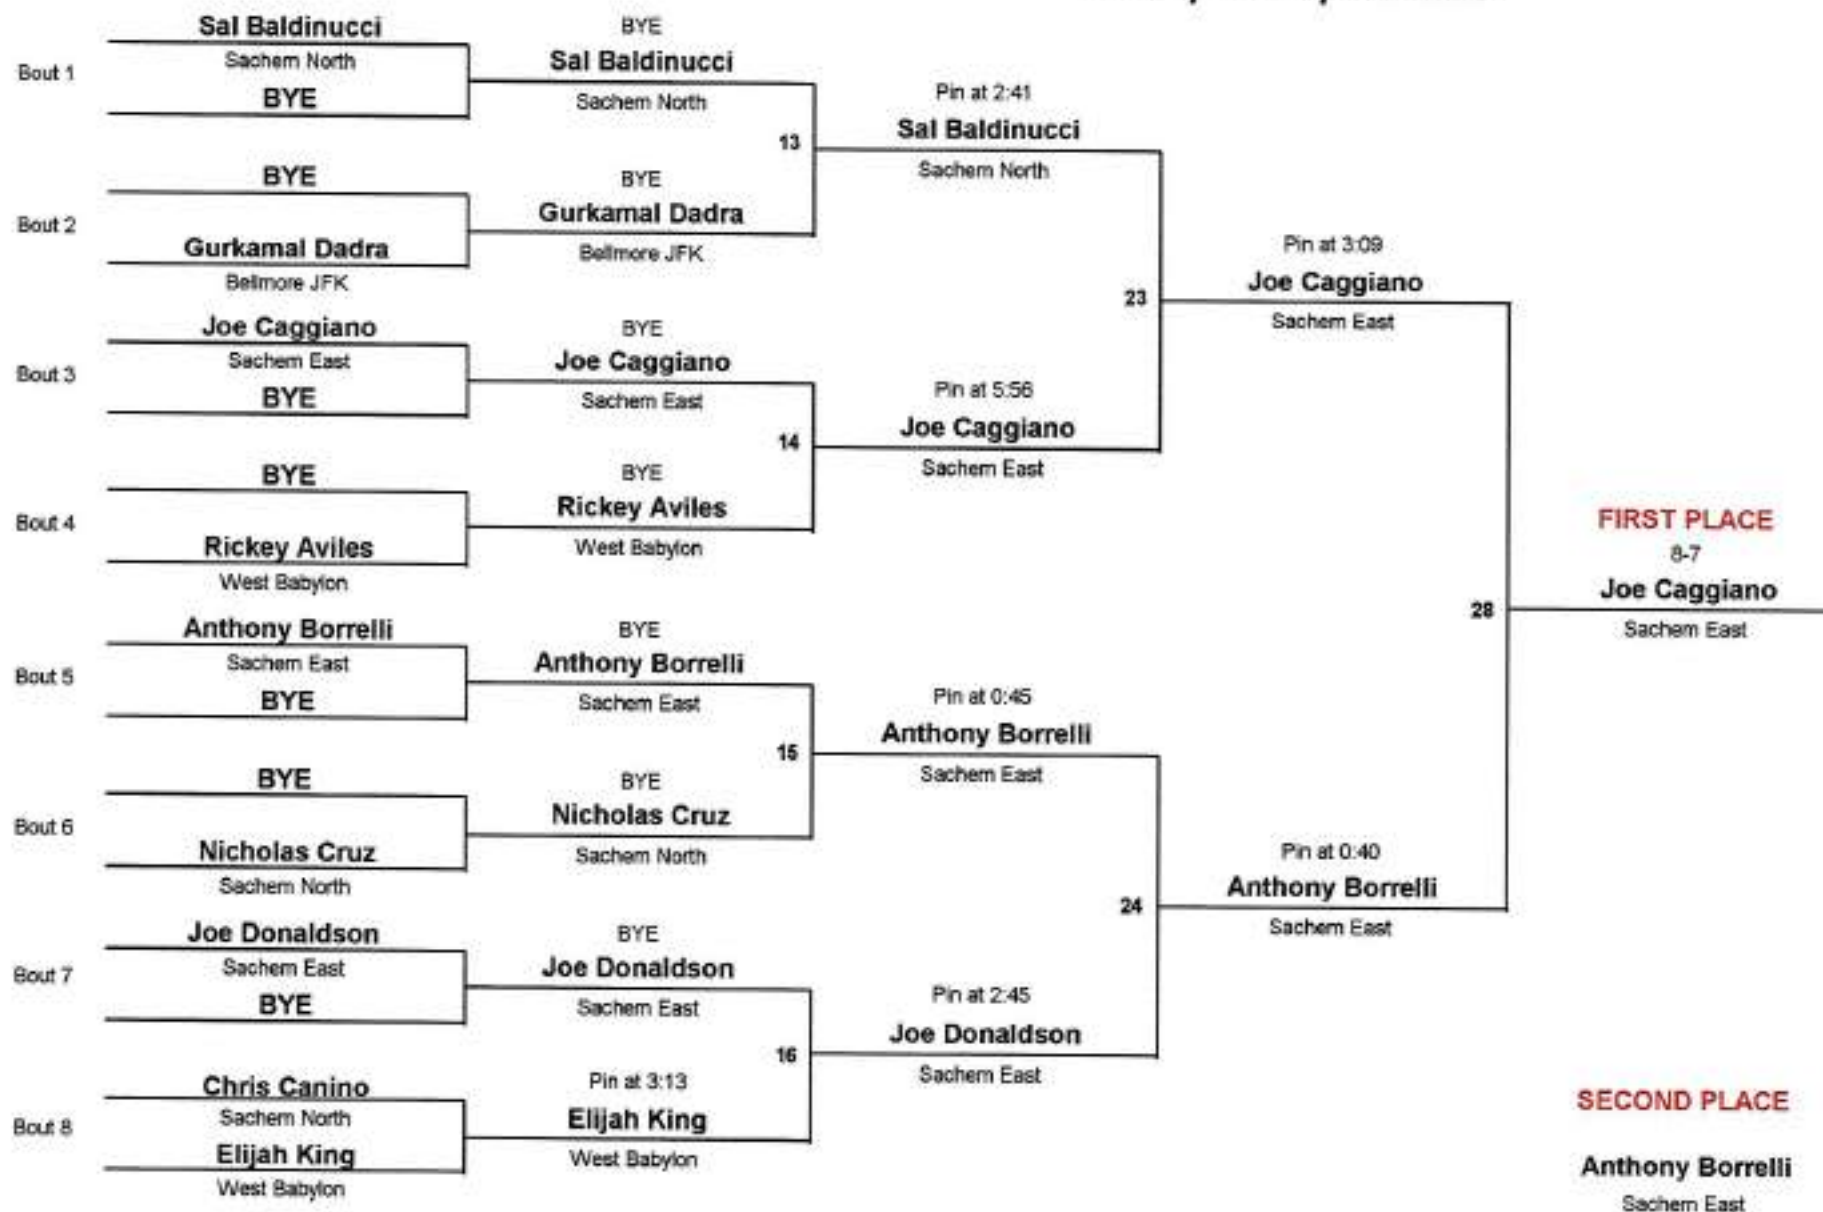 Bout 1
Sal Baldinucci
Sachem North
BYE
Bout 2
BYE
Gurkamal Dadra
Bellmore JFK
Bout 3
Joe Caggiano
Sachem East
BYE
Bout 4
BYE
Rickey Aviles
West Babylon
Bout 5
Anthony Borrelli
Sachem East
BYE
Bout 6
BYE
Nicholas Cruz
Sachem North
Bout 7
Joe Donaldson
Sachem East
BYE
Bout 8
Chris Canino
Sachem North
Elijah King
West Babylon
BYE
Sal Baldinucci
Sachem North
BYE
Gurkamal Dadra
Bellmore JFK
BYE
Joe Caggiano
Sachem East
BYE
Rickey Aviles
West Babylon
BYE
Anthony Borrelli
Sachem East
BYE
Nicholas Cruz
Sachem North
BYE
Joe Donaldson
Sachem East
Pin at 3:13
Elijah King
West Babylon
13
Pin at 2:41
Sal Baldinucci
Sachem North
14
Pin at 5:56
Joe Caggiano
Sachem East
15
Pin at 0:45
Anthony Borrelli
Sachem East
16
Pin at 2:45
Joe Donaldson
Sachem East
23
Pin at 3:09
Joe Caggiano
Sachem East
24
Pin at 0:40
Anthony Borrelli
Sachem East
28
FIRST PLACE
8-7
Joe Caggiano
Sachem East
SECOND PLACE
Anthony Borrelli
Sachem East